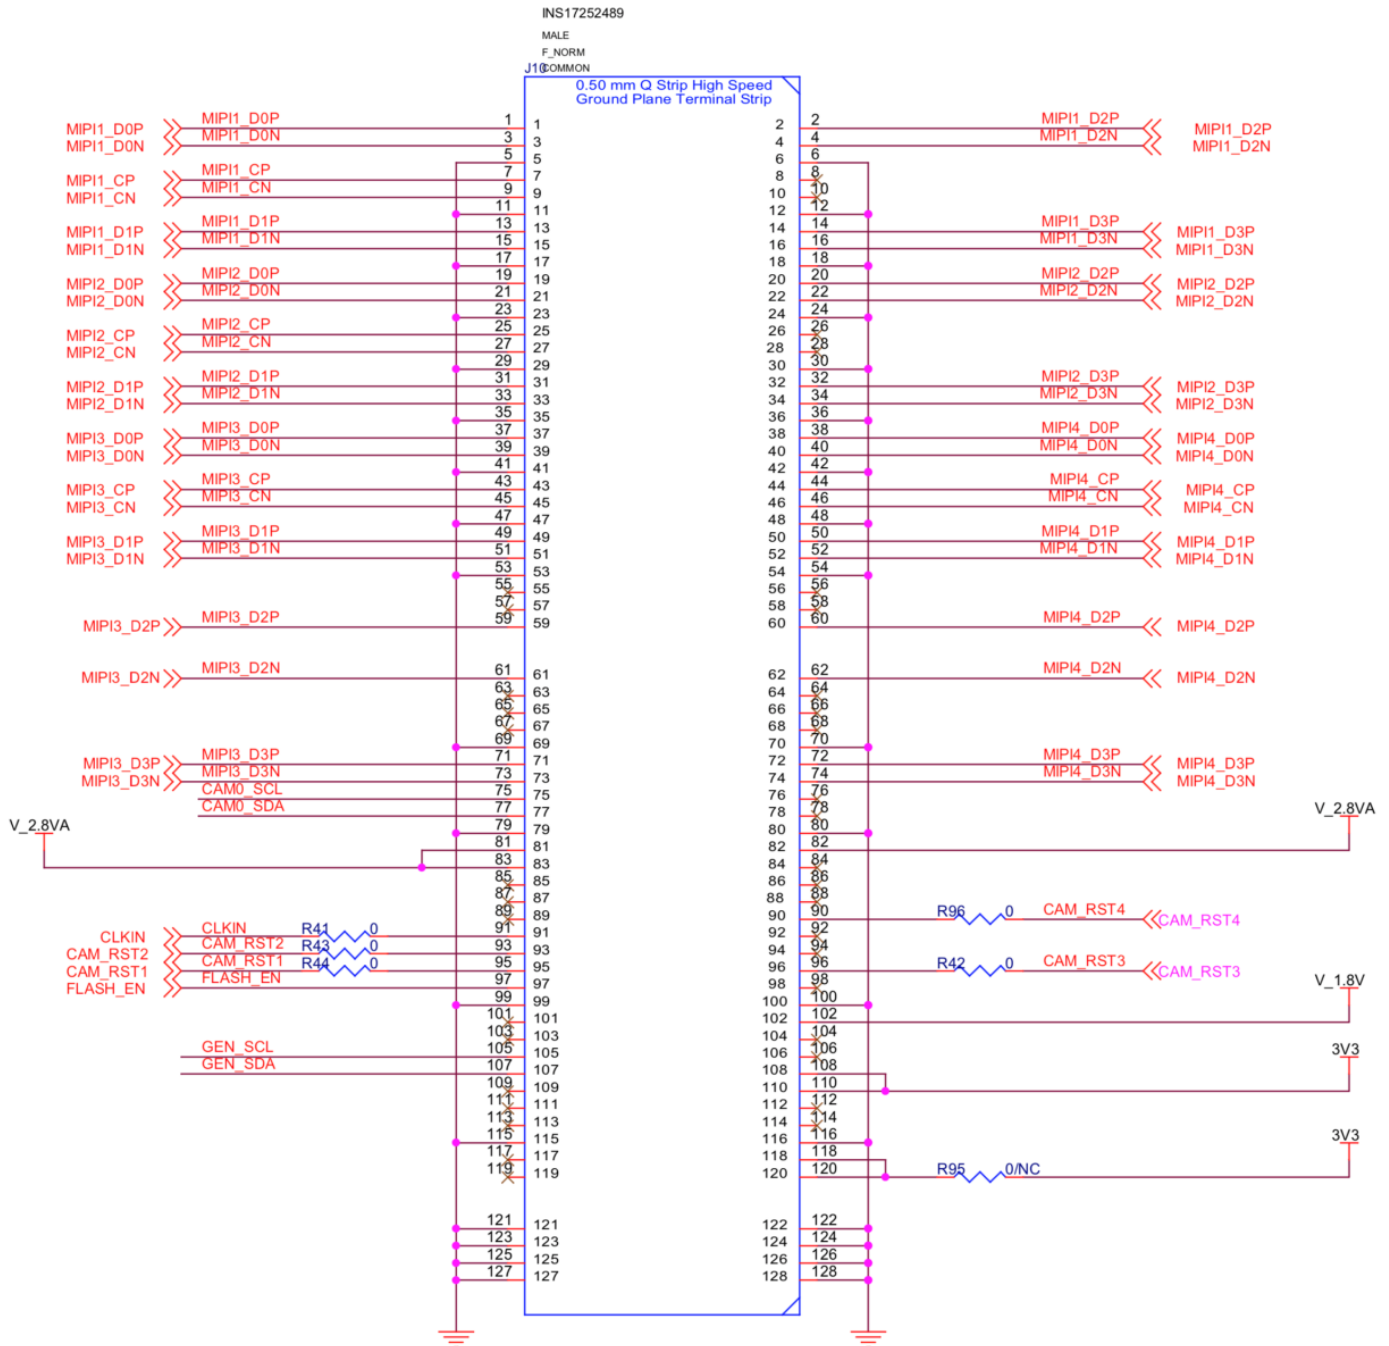 INS17252489
MALE
F_NORM
J10 COMMON
0.50 mm Q Strip High Speed
Ground Plane Terminal Strip
MIPI1_D0P MIPI1_D0P 1 1 2 2 MIPI1_D2P MIPI1_D2P
MIPI1_D0N MIPI1_D0N 3 3 4 4 MIPI1_D2N MIPI1_D2N
5 5 6 6
MIPI1_CP MIPI1_CP 7 7 8 8
MIPI1_CN MIPI1_CN 9 9 10 10
11 11 12 12
MIPI1_D1P MIPI1_D1P 13 13 14 14 MIPI1_D3P MIPI1_D3P
MIPI1_D1N MIPI1_D1N 15 15 16 16 MIPI1_D3N MIPI1_D3N
17 17 18 18
MIPI2_D0P MIPI2_D0P 19 19 20 20 MIPI2_D2P MIPI2_D2P
MIPI2_D0N MIPI2_D0N 21 21 22 22 MIPI2_D2N MIPI2_D2N
23 23 24 24
MIPI2_CP MIPI2_CP 25 25 26 26
MIPI2_CN MIPI2_CN 27 27 28 28
29 29 30 30
MIPI2_D1P MIPI2_D1P 31 31 32 32 MIPI2_D3P MIPI2_D3P
MIPI2_D1N MIPI2_D1N 33 33 34 34 MIPI2_D3N MIPI2_D3N
35 35 36 36
MIPI3_D0P MIPI3_D0P 37 37 38 38 MIPI4_D0P MIPI4_D0P
MIPI3_D0N MIPI3_D0N 39 39 40 40 MIPI4_D0N MIPI4_D0N
41 41 42 42
MIPI3_CP MIPI3_CP 43 43 44 44 MIPI4_CP MIPI4_CP
MIPI3_CN MIPI3_CN 45 45 46 46 MIPI4_CN MIPI4_CN
47 47 48 48
MIPI3_D1P MIPI3_D1P 49 49 50 50 MIPI4_D1P MIPI4_D1P
MIPI3_D1N MIPI3_D1N 51 51 52 52 MIPI4_D1N MIPI4_D1N
53 53 54 54
55 55 56 56
57 57 58 58
MIPI3_D2P MIPI3_D2P 59 59 60 60 MIPI4_D2P MIPI4_D2P
MIPI3_D2N MIPI3_D2N 61 61 62 62 MIPI4_D2N MIPI4_D2N
63 63 64 64
65 65 66 66
67 67 68 68
69 69 70 70
MIPI3_D3P MIPI3_D3P 71 71 72 72 MIPI4_D3P MIPI4_D3P
MIPI3_D3N MIPI3_D3N 73 73 74 74 MIPI4_D3N MIPI4_D3N
CAM0_SCL 75 75 76 76
CAM0_SDA 77 77 78 78
V_2.8VA 79 79 80 80 V_2.8VA
81 81 82 82
83 83 84 84
85 85 86 86
87 87 88 88
89 89 90 90 R96 0 CAM_RST4 CAM_RST4
CLKIN CLKIN R41 0 91 91 92 92
CAM_RST2 CAM_RST2 R43 0 93 93 94 94
CAM_RST1 CAM_RST1 R44 0 95 95 96 96 R42 0 CAM_RST3 CAM_RST3
FLASH_EN FLASH_EN 97 97 98 98 V_1.8V
99 99 100 100
101 101 102 102
103 103 104 104
GEN_SCL 105 105 106 106 3V3
GEN_SDA 107 107 108 108
109 109 110 110
111 111 112 112
113 113 114 114
115 115 116 116 3V3
117 117 118 118
119 119 120 120 R95 0/NC
121 121 122 122
123 123 124 124
125 125 126 126
127 127 128 128